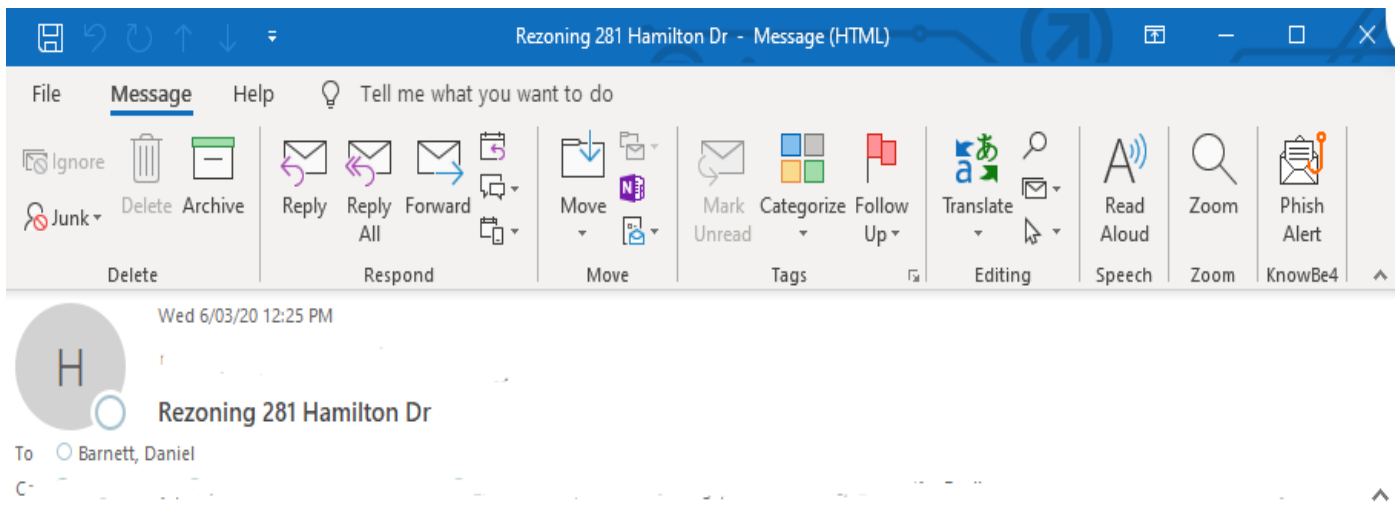 Rezoning 281 Hamilton Dr - Message (HTML)
File Message Help Tell me what you want to do
Ignore
Junk
Delete
Archive
Reply
Reply All
Forward
Move
Mark Unread
Categorize
Follow Up
Translate
Read Aloud
Zoom
Phish Alert
Delete Respond Move Tags Editing Speech Zoom KnowBe4
Wed 6/03/20 12:25 PM
H
Rezoning 281 Hamilton Dr
To Barnett, Daniel